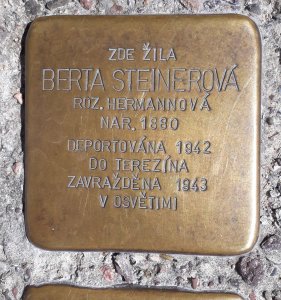 ZDE ŽILA
BERTA STEINEROVÁ
ROZ. HERMANNOVÁ
NAR. 1880
DEPORTOVÁNA 1942
DO TEREZÍNA
ZAVRAŽDĚNA 1943
V OSVĚTIMI